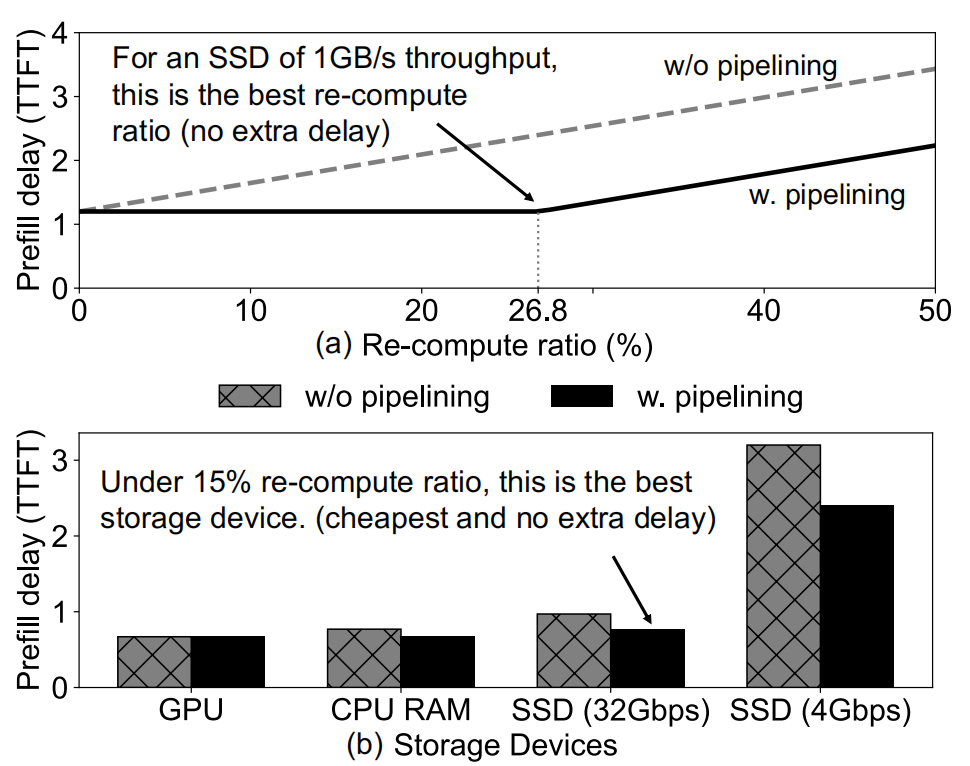 4
3
2
1
0
Prefill delay (TTFT)
For an SSD of 1GB/s throughput,
this is the best re-compute
ratio (no extra delay)
w/o pipelining
w. pipelining
0
10
20
26.8
40
50
(a) Re-compute ratio (%)
w/o pipelining
w. pipelining
3
2
1
0
Prefill delay (TTFT)
Under 15% re-compute ratio, this is the best
storage device. (cheapest and no extra delay)
GPU
CPU RAM
SSD (32Gbps)
SSD (4Gbps)
(b) Storage Devices